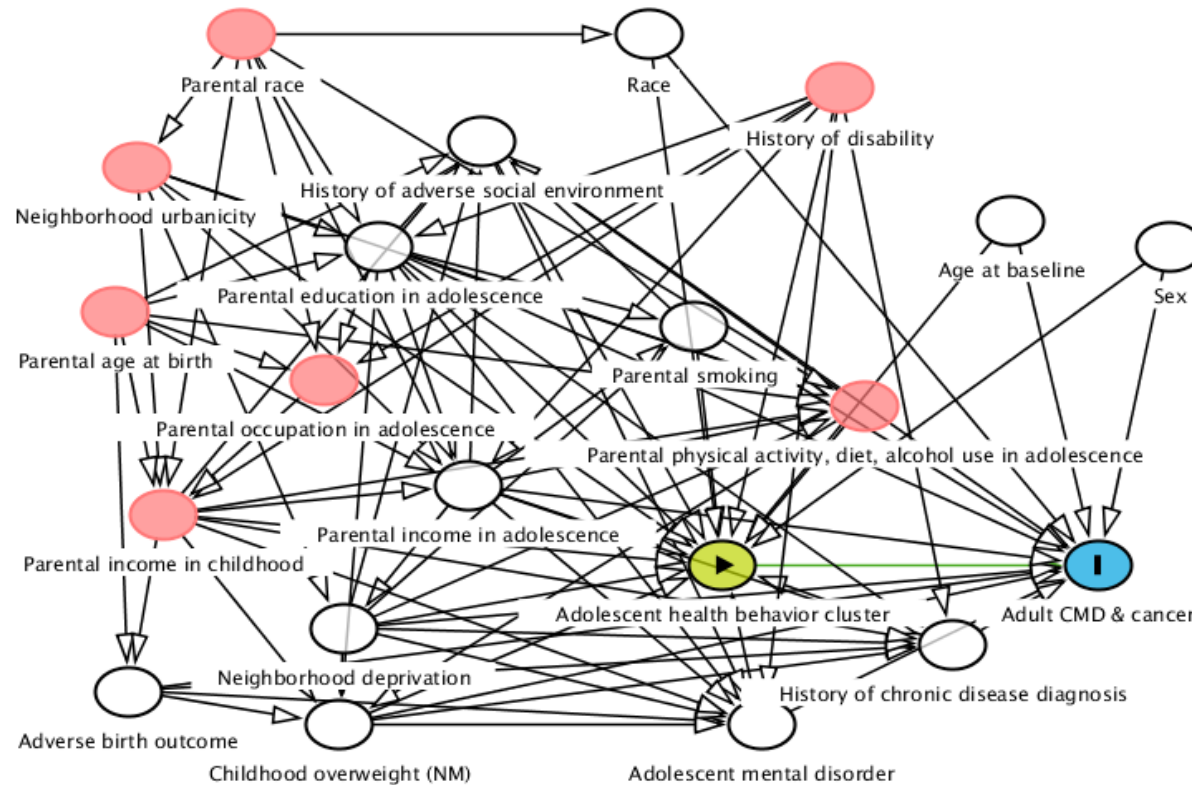 Parental race
Race
History of disability
History of adverse social environment
Neighborhood urbanicity
Age at baseline
Sex
Parental education in adolescence
Parental age at birth
Parental smoking
Parental occupation in adolescence
Parental physical activity, diet, alcohol use in adolescence
Parental income in adolescence
Parental income in childhood
Adolescent health behavior cluster
Adult CMD & cancer
Neighborhood deprivation
History of chronic disease diagnosis
Adverse birth outcome
Childhood overweight (NM)
Adolescent mental disorder